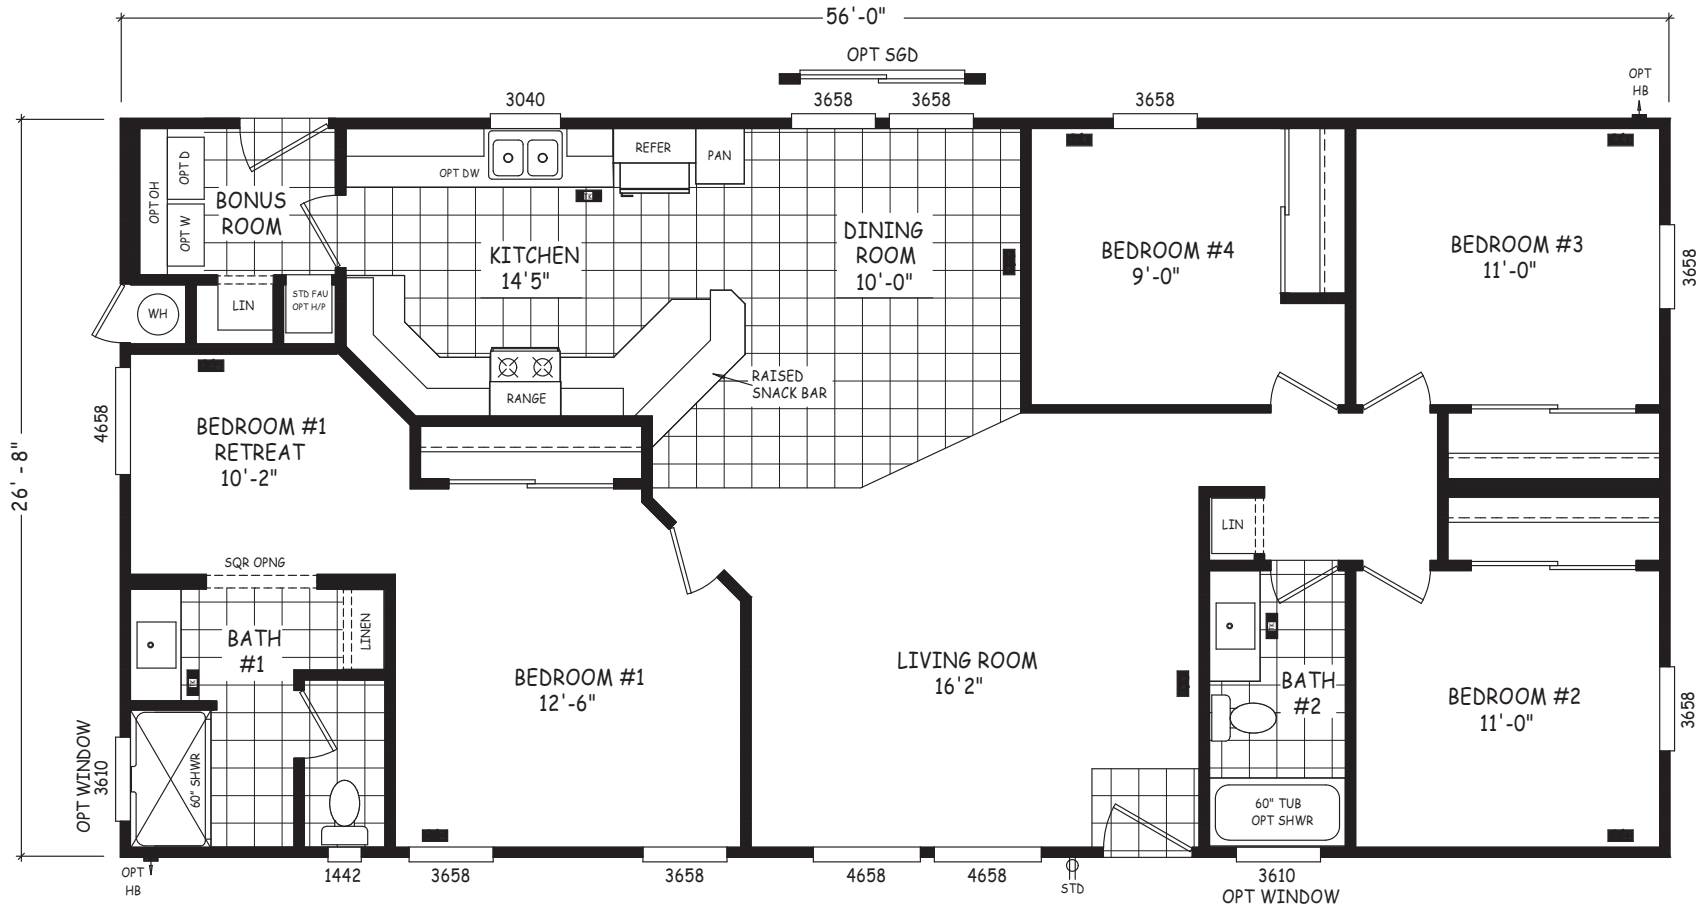 56'-0"
OPT SGD
OPT
HB
3040
3658
3658
3658
OPT D
OPT OH
OPT W
BONUS
ROOM
OPT DW
REFER
PAN
KITCHEN
14'5"
DINING
ROOM
10'-0"
BEDROOM #4
9'-0"
BEDROOM #3
11'-0"
3658
WH
LIN
STD FAU
OPT H/P
RANGE
RAISED
SNACK BAR
4658
26'-8"
BEDROOM #1
RETREAT
10'-2"
SQR OPNG
LIN
BATH
#1
LINEN
BEDROOM #1
12'-6"
LIVING ROOM
16'2"
BATH
#2
BEDROOM #2
11'-0"
3658
OPT WINDOW
3610
60" SHWR
60" TUB
OPT SHWR
OPT
HB
1442
3658
3658
4658
4658
STD
3610
OPT WINDOW